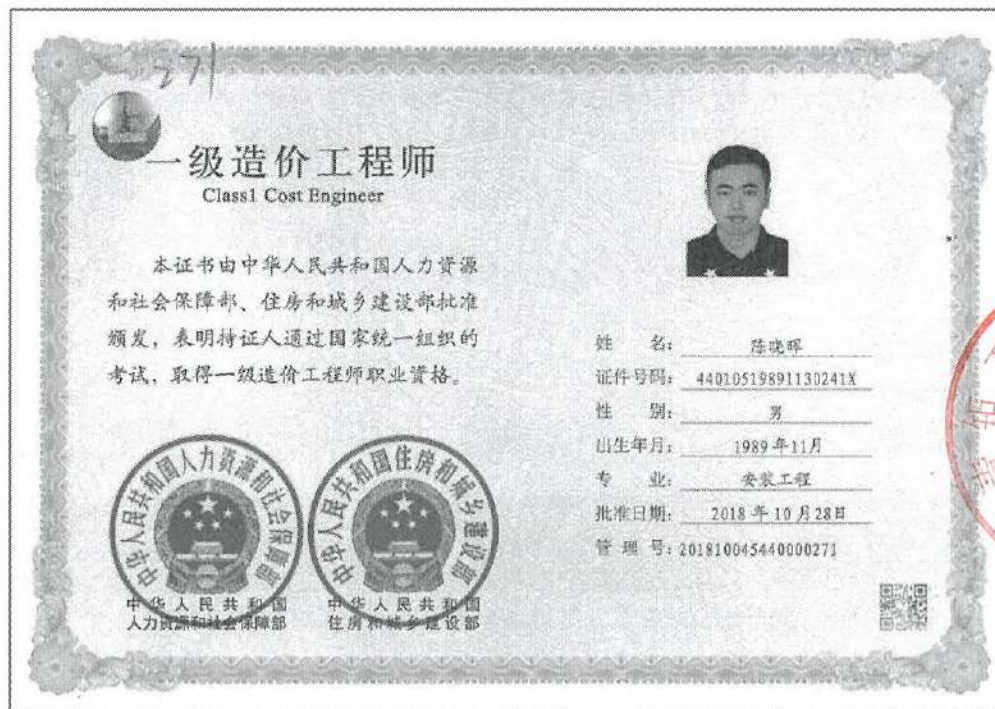 271
一级造价工程师
Class1 Cost Engineer
本证书由中华人民共和国人力资源
和社会保障部、住房和城乡建设部批准
颁发，表明持证人通过国家统一组织的
考试，取得一级造价工程师职业资格。
中华人民共和国人力资源和社会保障部
中华人民共和国住房和城乡建设部
中华人民共和国
人力资源和社会保障部
中华人民共和国
住房和城乡建设部
姓 名： 陈晓晖
证件号码： 44010519891130241X
性 别： 男
出生年月： 1989年11月
专 业： 安装工程
批准日期： 2018年10月28日
管 理 号：201810045440000271